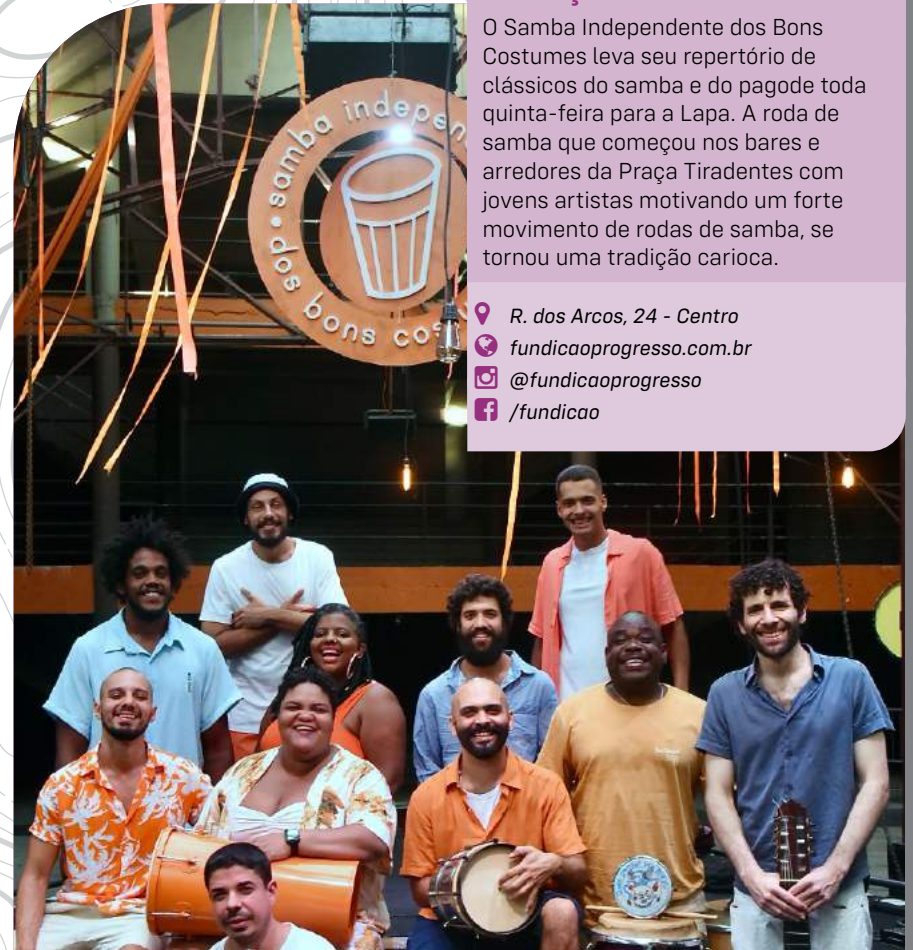 samba indepen
dos bons cos
O Samba Independente dos Bons
Costumes leva seu repertório de
clássicos do samba e do pagode toda
quinta-feira para a Lapa. A roda de
samba que começou nos bares e
arredores da Praça Tiradentes com
jovens artistas motivando um forte
movimento de rodas de samba, se
tornou uma tradição carioca.
R. dos Arcos, 24 - Centro
fundicaoprogresso.com.br
@fundicaoprogresso
/fundicao